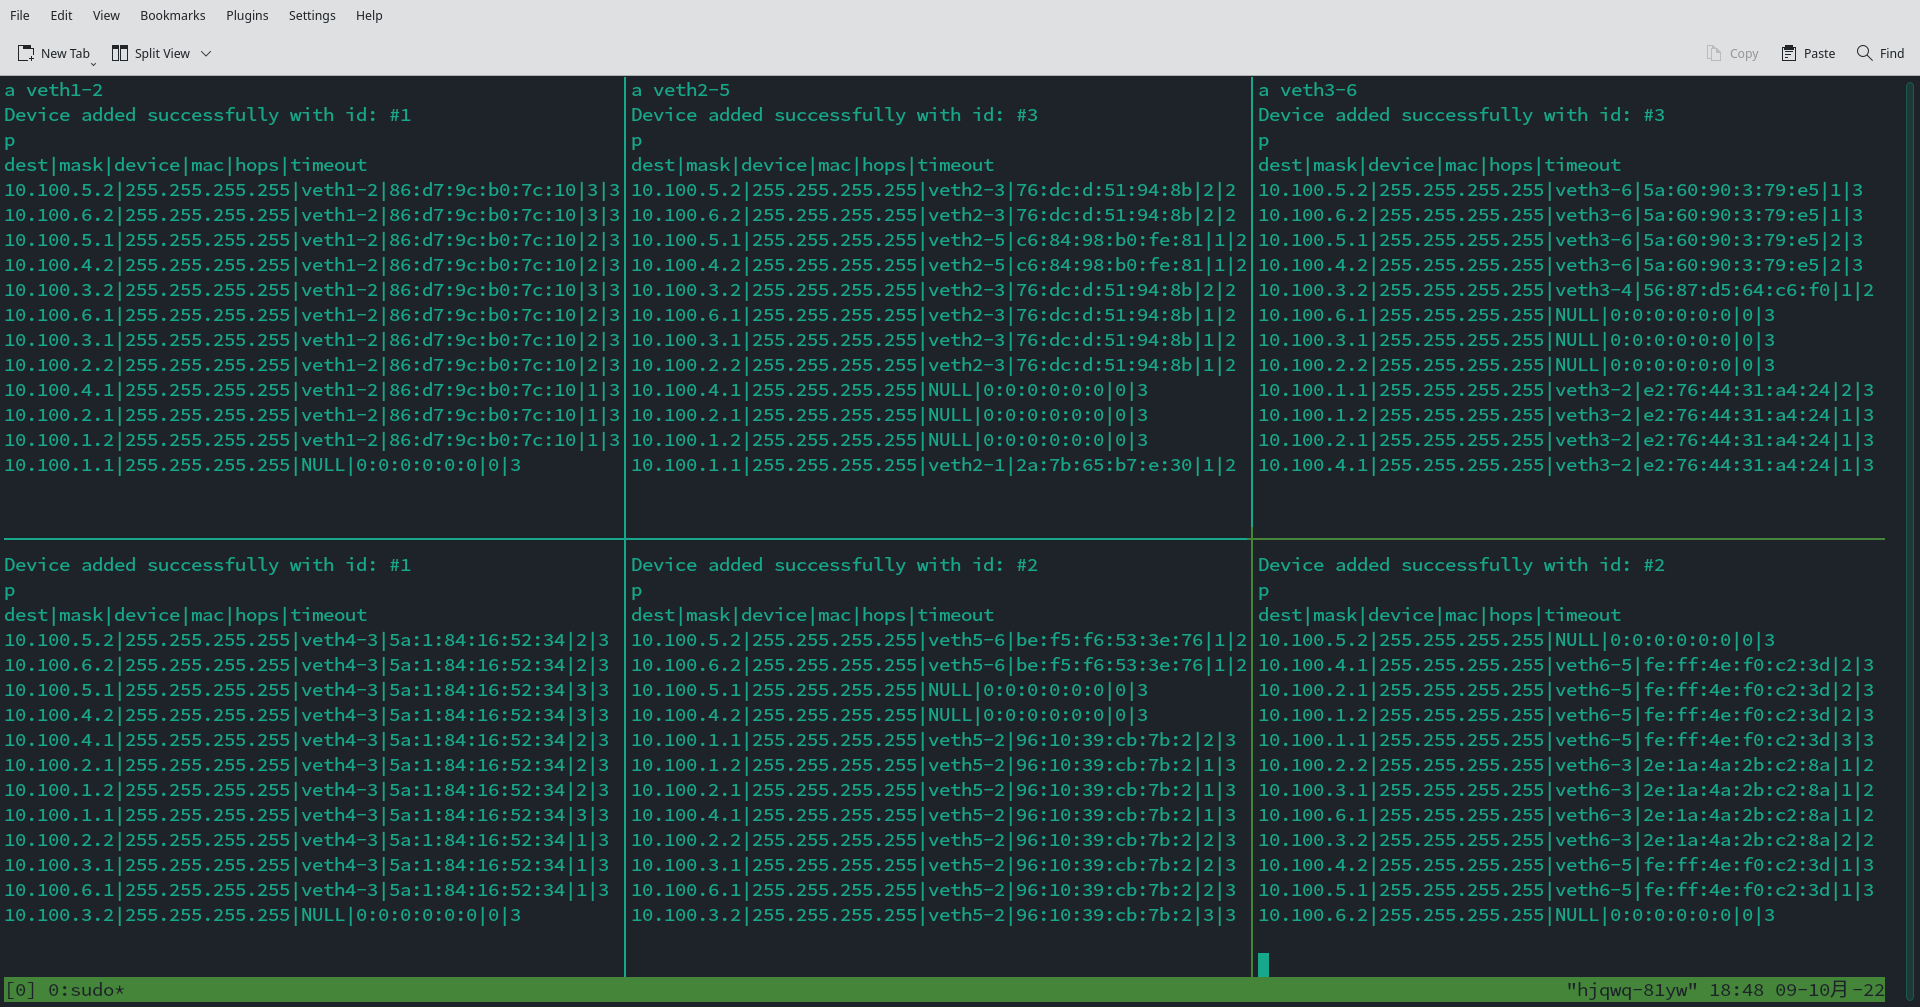 File Edit View Bookmarks Plugins Settings Help
New Tab Split View Copy Paste Find
a veth1-2
Device added successfully with id: #1
p
dest|mask|device|mac|hops|timeout
10.100.5.2|255.255.255.255|veth1-2|86:d7:9c:b0:7c:10|3|3
10.100.6.2|255.255.255.255|veth1-2|86:d7:9c:b0:7c:10|3|3
10.100.5.1|255.255.255.255|veth1-2|86:d7:9c:b0:7c:10|2|3
10.100.4.2|255.255.255.255|veth1-2|86:d7:9c:b0:7c:10|2|3
10.100.3.2|255.255.255.255|veth1-2|86:d7:9c:b0:7c:10|3|3
10.100.6.1|255.255.255.255|veth1-2|86:d7:9c:b0:7c:10|2|3
10.100.3.1|255.255.255.255|veth1-2|86:d7:9c:b0:7c:10|2|3
10.100.2.2|255.255.255.255|veth1-2|86:d7:9c:b0:7c:10|2|3
10.100.4.1|255.255.255.255|veth1-2|86:d7:9c:b0:7c:10|1|3
10.100.2.1|255.255.255.255|veth1-2|86:d7:9c:b0:7c:10|1|3
10.100.1.2|255.255.255.255|veth1-2|86:d7:9c:b0:7c:10|1|3
10.100.1.1|255.255.255.255|NULL|0:0:0:0:0:0|0|3
a veth2-5
Device added successfully with id: #3
p
dest|mask|device|mac|hops|timeout
10.100.5.2|255.255.255.255|veth2-3|76:dc:d:51:94:8b|2|2
10.100.6.2|255.255.255.255|veth2-3|76:dc:d:51:94:8b|2|2
10.100.5.1|255.255.255.255|veth2-5|c6:84:98:b0:fe:81|1|2
10.100.4.2|255.255.255.255|veth2-5|c6:84:98:b0:fe:81|1|2
10.100.3.2|255.255.255.255|veth2-3|76:dc:d:51:94:8b|2|2
10.100.6.1|255.255.255.255|veth2-3|76:dc:d:51:94:8b|1|2
10.100.3.1|255.255.255.255|veth2-3|76:dc:d:51:94:8b|1|2
10.100.2.2|255.255.255.255|veth2-3|76:dc:d:51:94:8b|1|2
10.100.4.1|255.255.255.255|NULL|0:0:0:0:0:0|0|3
10.100.2.1|255.255.255.255|NULL|0:0:0:0:0:0|0|3
10.100.1.2|255.255.255.255|NULL|0:0:0:0:0:0|0|3
10.100.1.1|255.255.255.255|veth2-1|2a:7b:65:b7:e:30|1|2
a veth3-6
Device added successfully with id: #3
p
dest|mask|device|mac|hops|timeout
10.100.5.2|255.255.255.255|veth3-6|5a:60:90:3:79:e5|1|3
10.100.6.2|255.255.255.255|veth3-6|5a:60:90:3:79:e5|1|3
10.100.5.1|255.255.255.255|veth3-6|5a:60:90:3:79:e5|2|3
10.100.4.2|255.255.255.255|veth3-6|5a:60:90:3:79:e5|2|3
10.100.3.2|255.255.255.255|veth3-4|56:87:d5:64:c6:f0|1|2
10.100.6.1|255.255.255.255|NULL|0:0:0:0:0:0|0|3
10.100.3.1|255.255.255.255|NULL|0:0:0:0:0:0|0|3
10.100.2.2|255.255.255.255|NULL|0:0:0:0:0:0|0|3
10.100.1.1|255.255.255.255|veth3-2|e2:76:44:31:a4:24|2|3
10.100.1.2|255.255.255.255|veth3-2|e2:76:44:31:a4:24|1|3
10.100.2.1|255.255.255.255|veth3-2|e2:76:44:31:a4:24|1|3
10.100.4.1|255.255.255.255|veth3-2|e2:76:44:31:a4:24|1|3
Device added successfully with id: #1
p
dest|mask|device|mac|hops|timeout
10.100.5.2|255.255.255.255|veth4-3|5a:1:84:16:52:34|2|3
10.100.6.2|255.255.255.255|veth4-3|5a:1:84:16:52:34|2|3
10.100.5.1|255.255.255.255|veth4-3|5a:1:84:16:52:34|3|3
10.100.4.2|255.255.255.255|veth4-3|5a:1:84:16:52:34|3|3
10.100.4.1|255.255.255.255|veth4-3|5a:1:84:16:52:34|2|3
10.100.2.1|255.255.255.255|veth4-3|5a:1:84:16:52:34|2|3
10.100.1.2|255.255.255.255|veth4-3|5a:1:84:16:52:34|2|3
10.100.1.1|255.255.255.255|veth4-3|5a:1:84:16:52:34|3|3
10.100.2.2|255.255.255.255|veth4-3|5a:1:84:16:52:34|1|3
10.100.3.1|255.255.255.255|veth4-3|5a:1:84:16:52:34|1|3
10.100.6.1|255.255.255.255|veth4-3|5a:1:84:16:52:34|1|3
10.100.3.2|255.255.255.255|NULL|0:0:0:0:0:0|0|3
Device added successfully with id: #2
p
dest|mask|device|mac|hops|timeout
10.100.5.2|255.255.255.255|veth5-6|be:f5:f6:53:3e:76|1|2
10.100.6.2|255.255.255.255|veth5-6|be:f5:f6:53:3e:76|1|2
10.100.5.1|255.255.255.255|NULL|0:0:0:0:0:0|0|3
10.100.4.2|255.255.255.255|NULL|0:0:0:0:0:0|0|3
10.100.1.1|255.255.255.255|veth5-2|96:10:39:cb:7b:2|2|3
10.100.1.2|255.255.255.255|veth5-2|96:10:39:cb:7b:2|1|3
10.100.2.1|255.255.255.255|veth5-2|96:10:39:cb:7b:2|1|3
10.100.4.1|255.255.255.255|veth5-2|96:10:39:cb:7b:2|1|3
10.100.2.2|255.255.255.255|veth5-2|96:10:39:cb:7b:2|2|3
10.100.3.1|255.255.255.255|veth5-2|96:10:39:cb:7b:2|2|3
10.100.6.1|255.255.255.255|veth5-2|96:10:39:cb:7b:2|2|3
10.100.3.2|255.255.255.255|veth5-2|96:10:39:cb:7b:2|3|3
Device added successfully with id: #2
p
dest|mask|device|mac|hops|timeout
10.100.5.2|255.255.255.255|NULL|0:0:0:0:0:0|0|3
10.100.4.1|255.255.255.255|veth6-5|fe:ff:4e:f0:c2:3d|2|3
10.100.2.1|255.255.255.255|veth6-5|fe:ff:4e:f0:c2:3d|2|3
10.100.1.2|255.255.255.255|veth6-5|fe:ff:4e:f0:c2:3d|2|3
10.100.1.1|255.255.255.255|veth6-5|fe:ff:4e:f0:c2:3d|3|3
10.100.2.2|255.255.255.255|veth6-3|2e:1a:4a:2b:c2:8a|1|2
10.100.3.1|255.255.255.255|veth6-3|2e:1a:4a:2b:c2:8a|1|2
10.100.6.1|255.255.255.255|veth6-3|2e:1a:4a:2b:c2:8a|1|2
10.100.3.2|255.255.255.255|veth6-3|2e:1a:4a:2b:c2:8a|2|2
10.100.4.2|255.255.255.255|veth6-5|fe:ff:4e:f0:c2:3d|1|3
10.100.5.1|255.255.255.255|veth6-5|fe:ff:4e:f0:c2:3d|1|3
10.100.6.2|255.255.255.255|NULL|0:0:0:0:0:0|0|3
[0] 0:sudo* "hjqwq-81yw" 18:48 09-10月-22